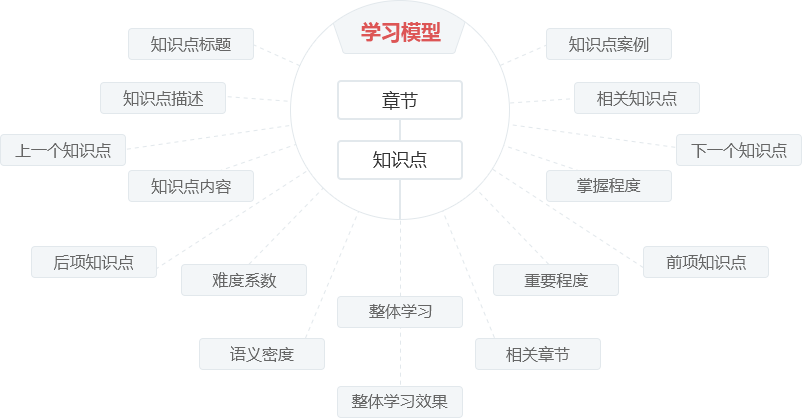 学习模型
知识点标题
知识点案例
章节
知识点描述
相关知识点
上一个知识点
知识点
下一个知识点
知识点内容
掌握程度
后项知识点
前项知识点
难度系数
重要程度
整体学习
语义密度
相关章节
整体学习效果